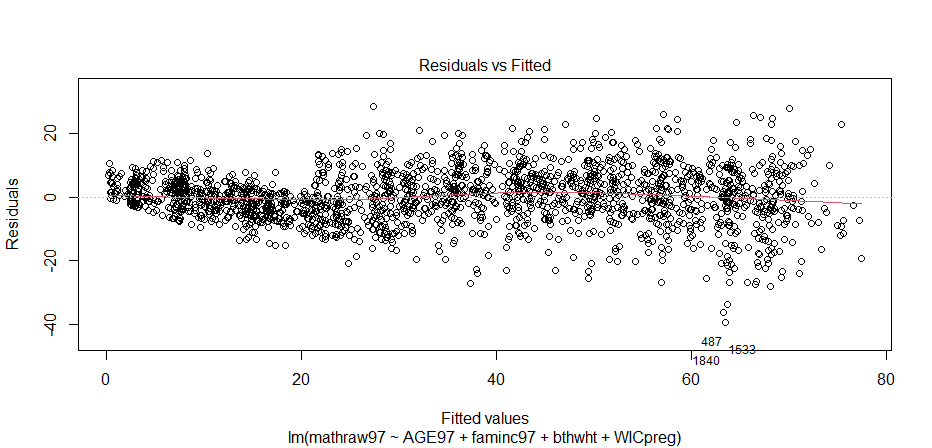 Residuals vs Fitted
Residuals
20
0
-20
-40
487
1533
1840
0 20 40 60 80
Fitted values
lm(mathraw97 ~ AGE97 + faminc97 + bthwht + WICpreg)